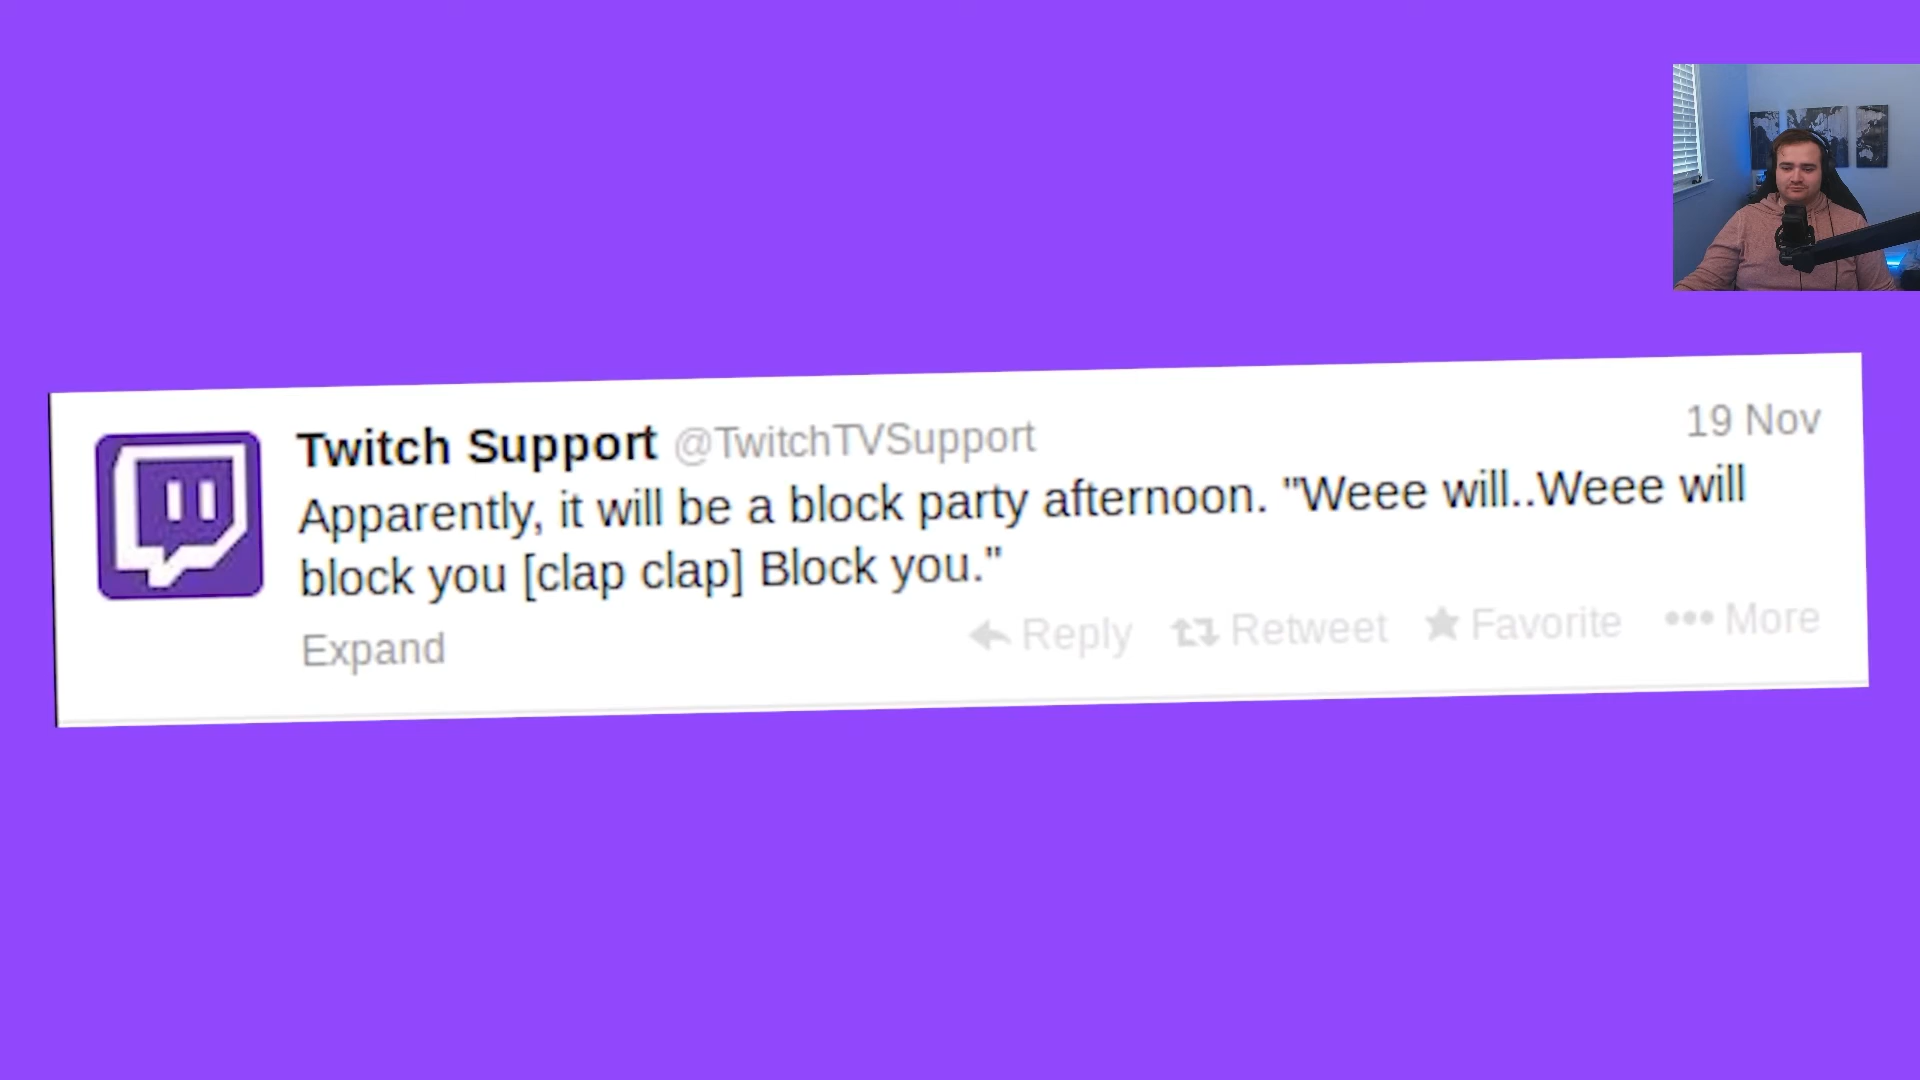 Twitch Support @TwitchTVSupport 19 Nov
Apparently, it will be a block party afternoon. "Weee will..Weee will
block you [clap clap] Block you."
Expand Reply Retweet Favorite More